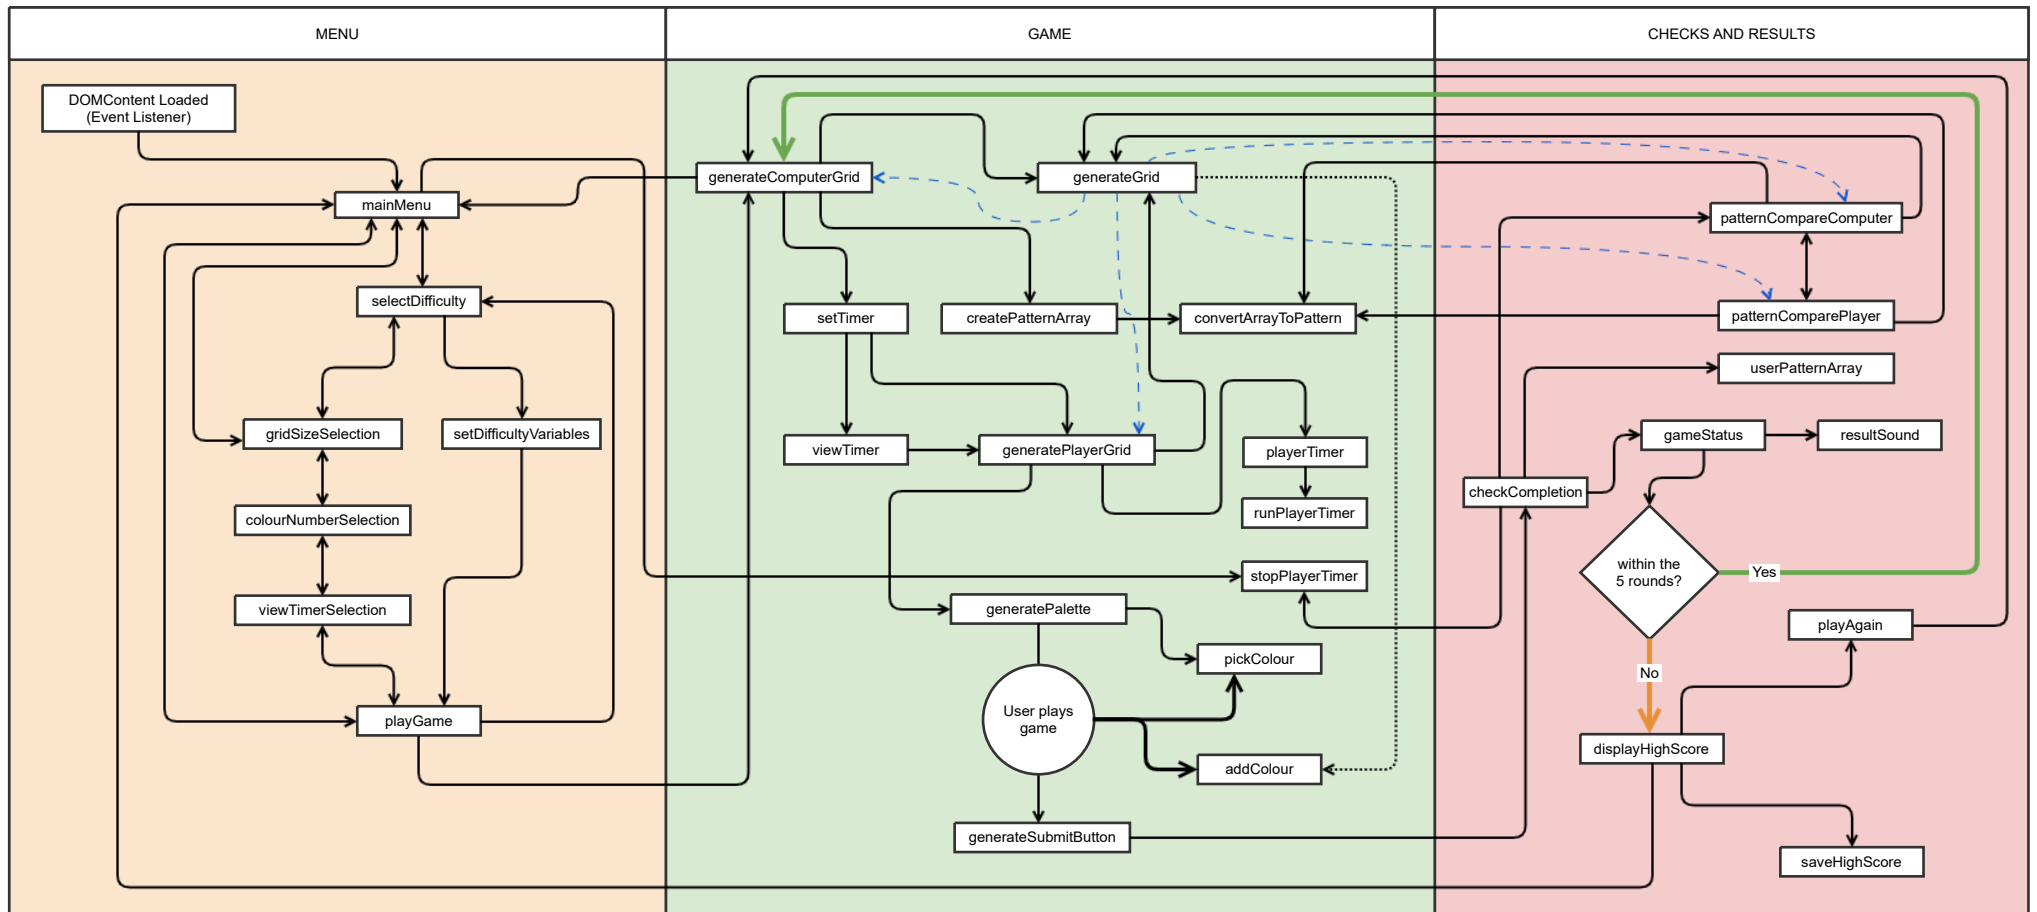 MENU
GAME
CHECKS AND RESULTS
DOMContent Loaded
(Event Listener)
mainMenu
selectDifficulty
gridSizeSelection
setDifficultyVariables
colourNumberSelection
viewTimerSelection
playGame
generateComputerGrid
generateGrid
setTimer
createPatternArray
convertArrayToPattern
viewTimer
generatePlayerGrid
playerTimer
runPlayerTimer
stopPlayerTimer
generatePalette
pickColour
User plays
game
addColour
generateSubmitButton
patternCompareComputer
patternComparePlayer
userPatternArray
gameStatus
resultSound
checkCompletion
within the
5 rounds?
Yes
No
playAgain
displayHighScore
saveHighScore